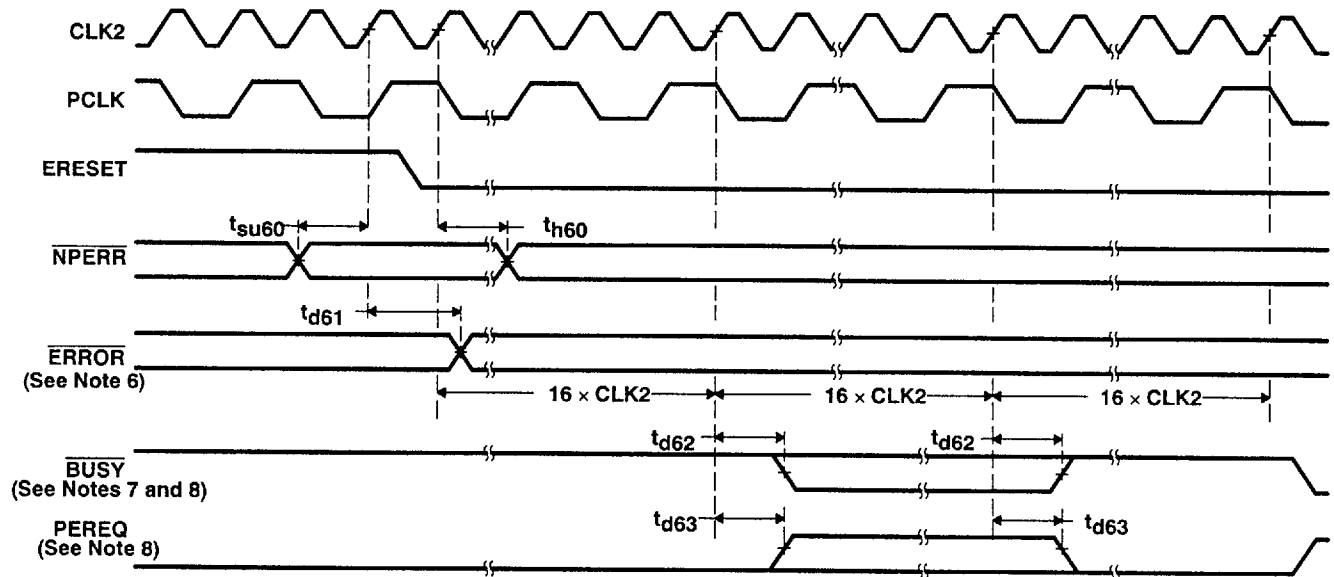 CLK2
PCLK
ERESET
tsu60
th60
NPERR
td61
ERROR
(See Note 6)
16 × CLK2
16 × CLK2
16 × CLK2
td62
td62
BUSY
(See Notes 7 and 8)
td63
td63
PEREQ
(See Note 8)